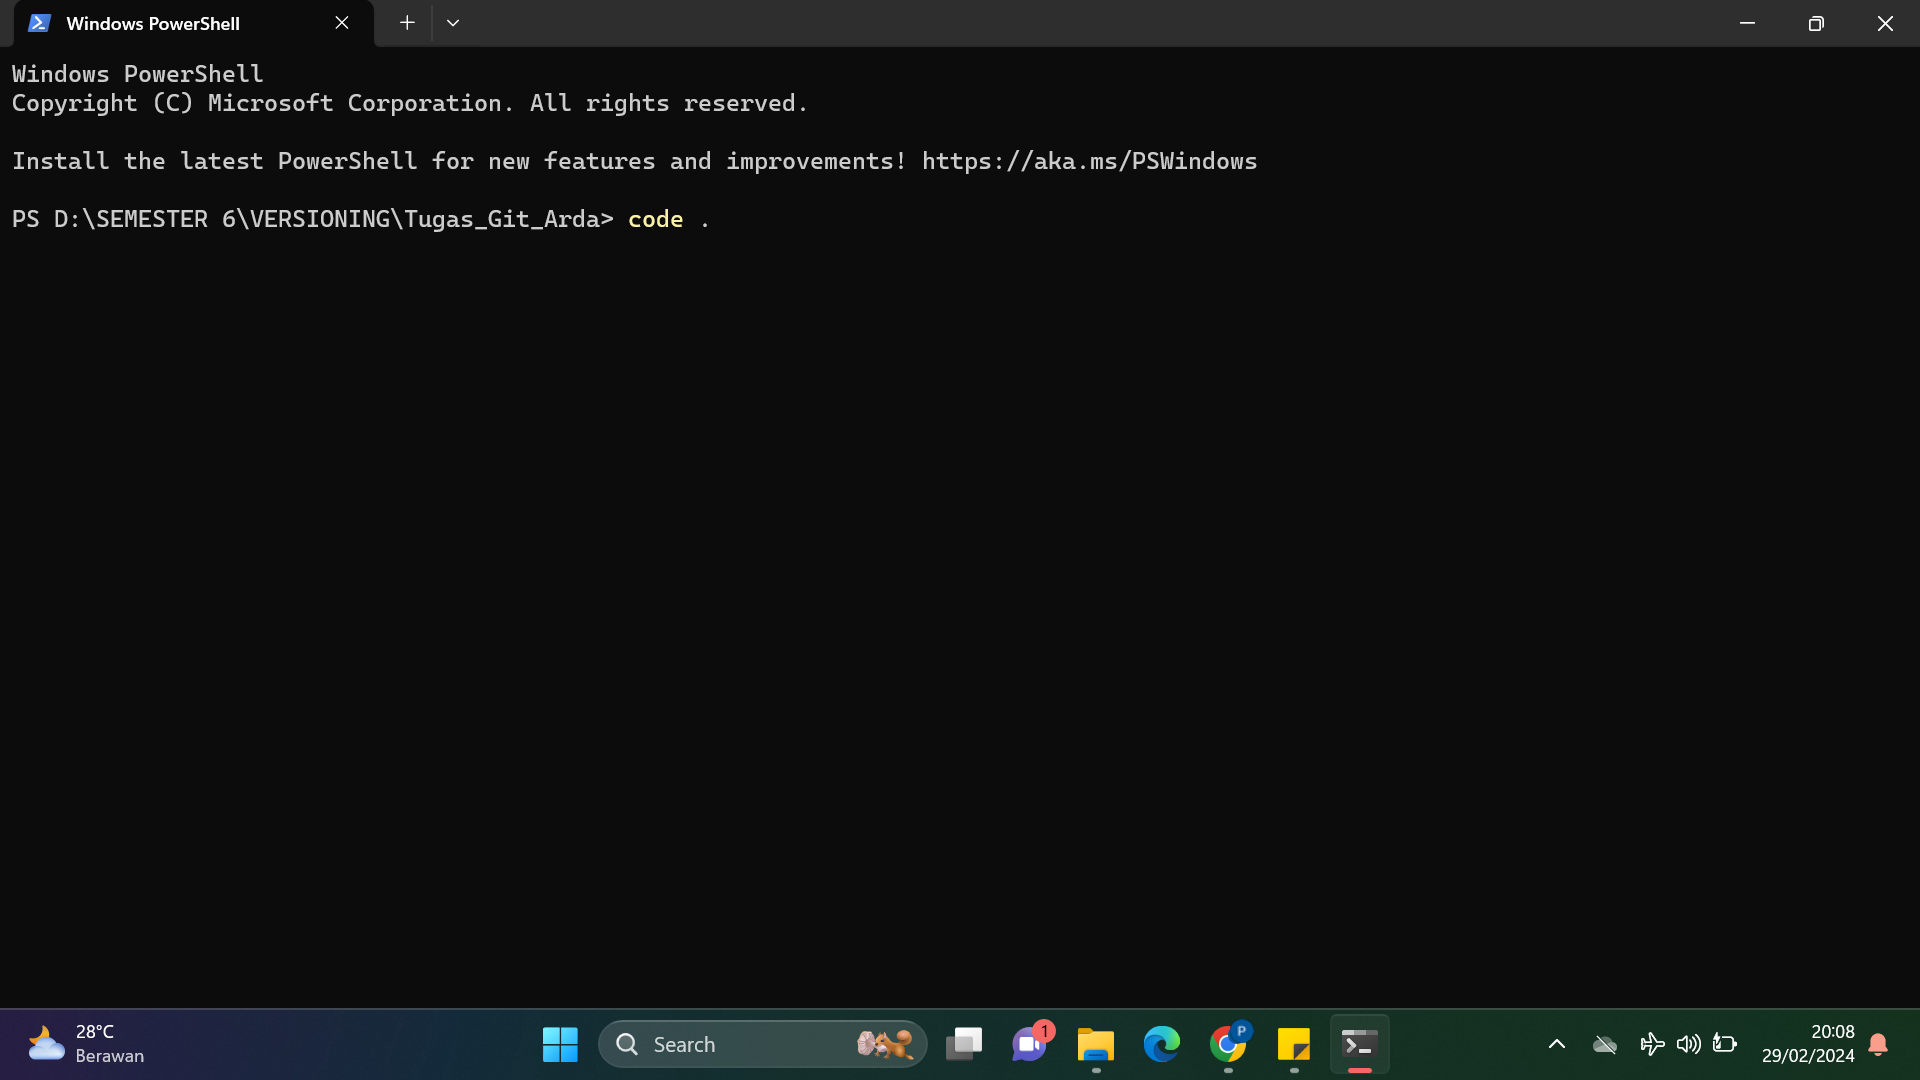 Windows PowerShell
Windows PowerShell
Copyright (C) Microsoft Corporation. All rights reserved.
Install the latest PowerShell for new features and improvements! https://aka.ms/PSWindows
PS D:\SEMESTER 6\VERSIONING\Tugas_Git_Arda> code .
28°C
Berawan
Search
1
P
20:08
29/02/2024